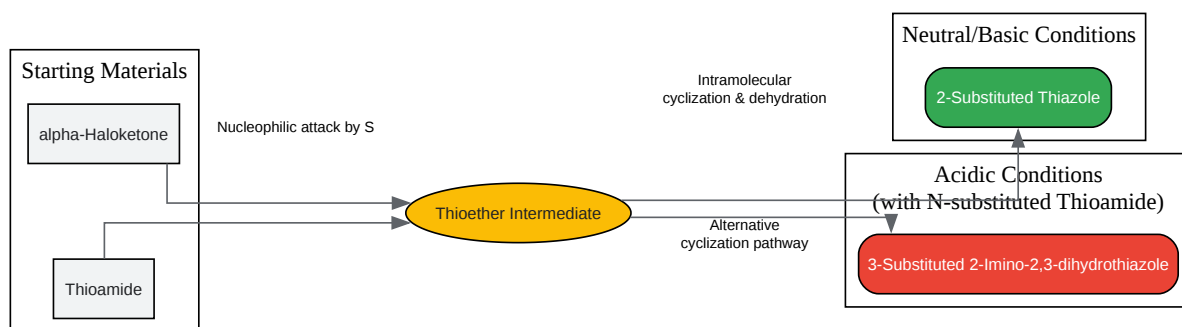 Starting Materials
alpha-Haloketone
Thioamide
Nucleophilic attack by S
Thioether Intermediate
Intramolecular
cyclization & dehydration
Alternative
cyclization pathway
Neutral/Basic Conditions
2-Substituted Thiazole
Acidic Conditions
(with N-substituted Thioamide)
3-Substituted 2-Imino-2,3-dihydrothiazole